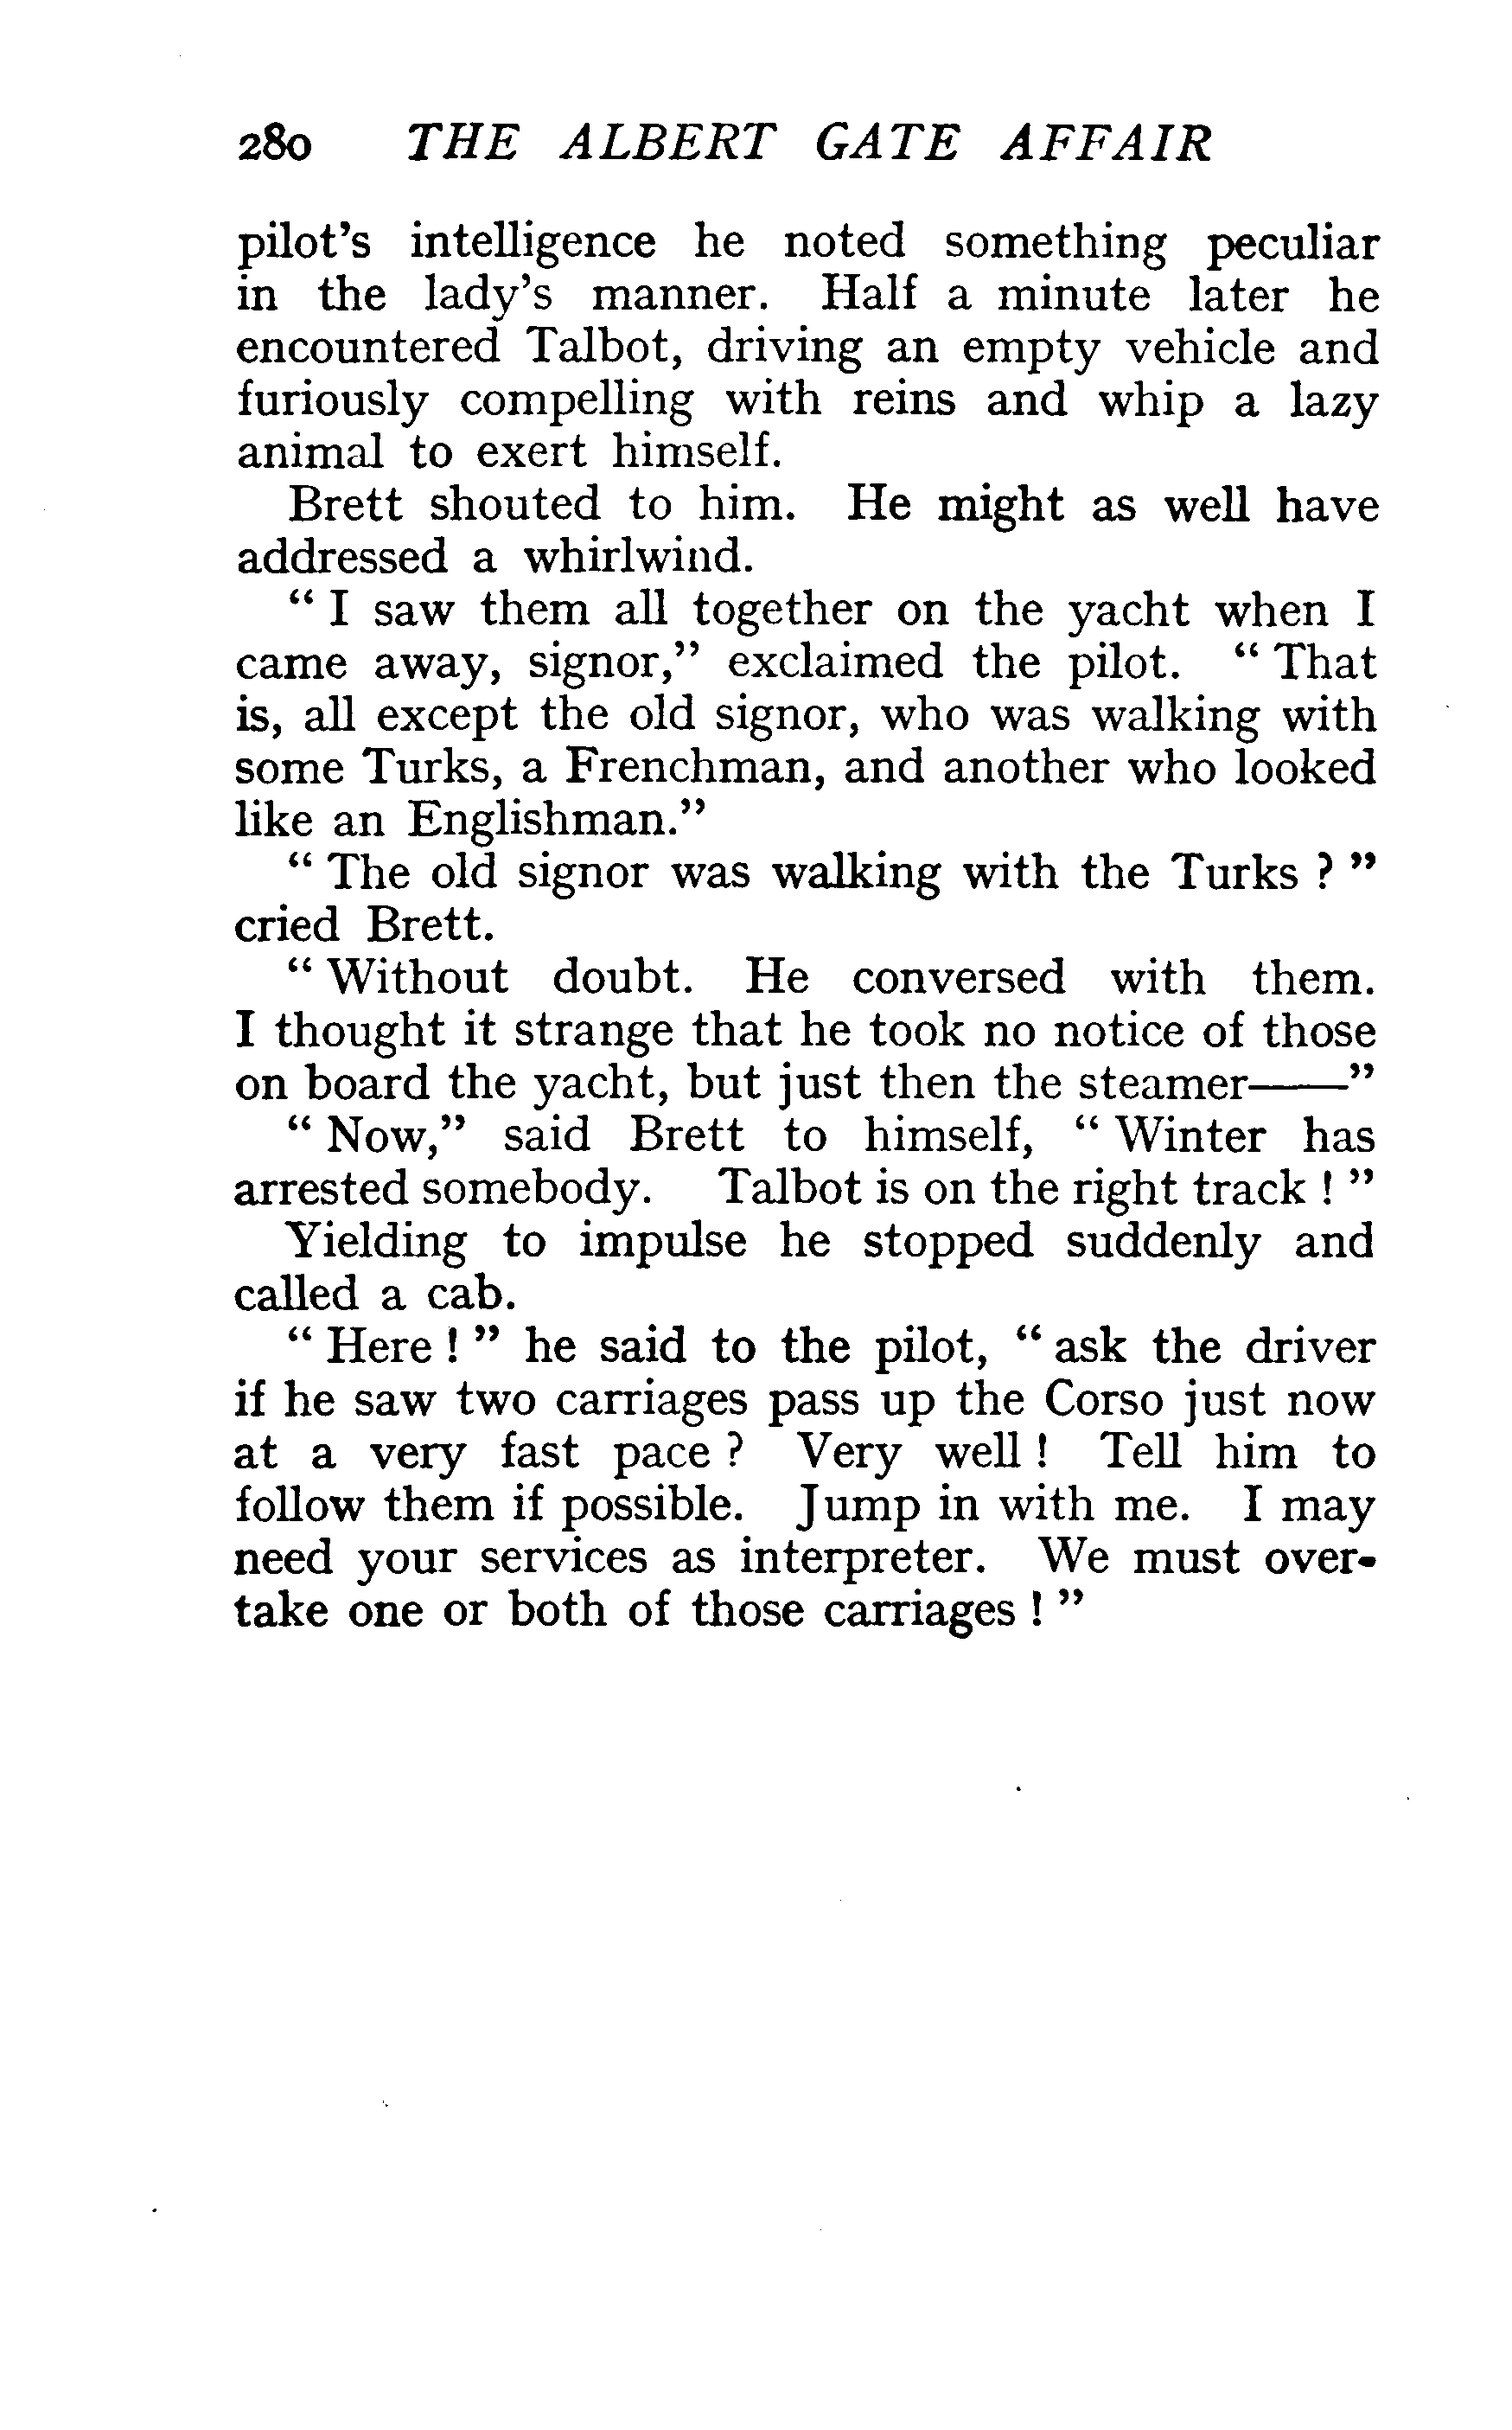 280 THE ALBERT GATE AFFAIR
pilot's intelligence he noted something peculiar
in the lady's manner. Half a minute later he
encountered Talbot, driving an empty vehicle and
furiously compelling with reins and whip a lazy
animal to exert himself.
Brett shouted to him. He might as well have
addressed a whirlwind.
" I saw them all together on the yacht when I
came away, signor," exclaimed the pilot. " That
is, all except the old signor, who was walking with
some Turks, a Frenchman, and another who looked
like an Englishman."
" The old signor was walking with the Turks ? "
cried Brett.
" Without doubt. He conversed with them.
I thought it strange that he took no notice of those
on board the yacht, but just then the steamer——"
" Now," said Brett to himself, " Winter has
arrested somebody. Talbot is on the right track ! "
Yielding to impulse he stopped suddenly and
called a cab.
" Here ! " he said to the pilot, " ask the driver
if he saw two carriages pass up the Corso just now
at a very fast pace ? Very well ! Tell him to
follow them if possible. Jump in with me. I may
need your services as interpreter. We must over-
take one or both of those carriages ! "